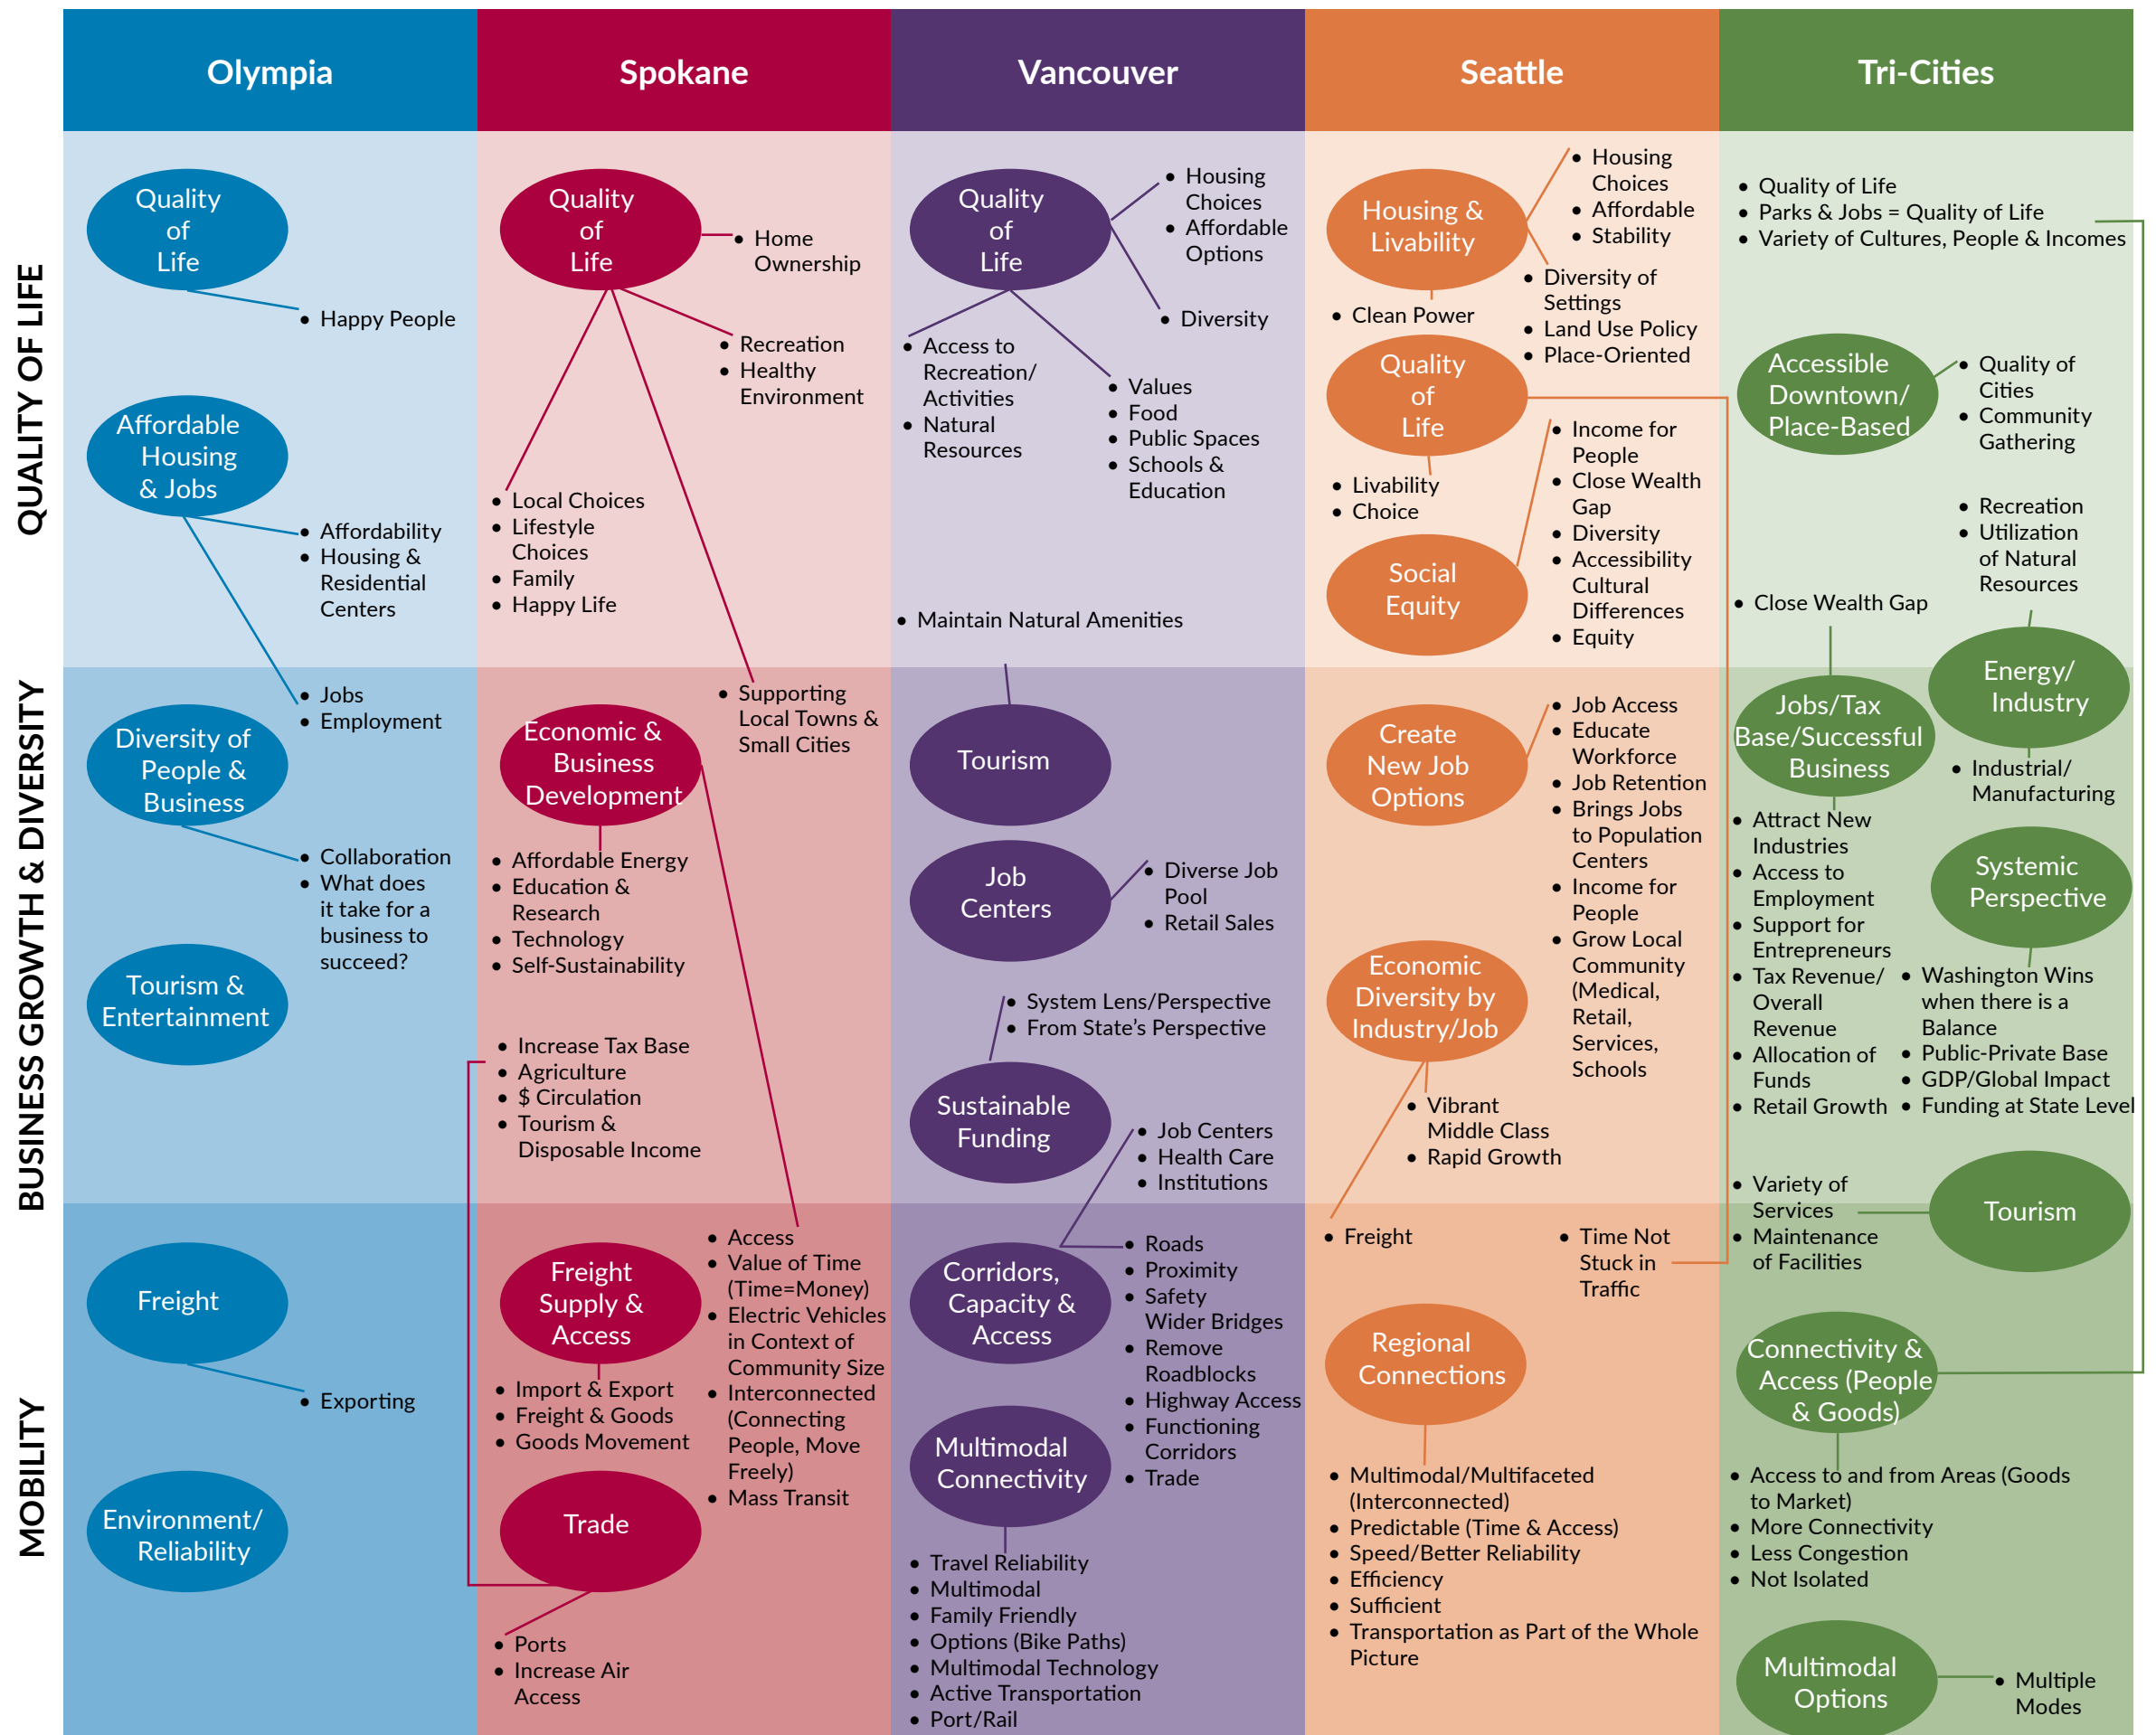 Olympia
Spokane
Vancouver
Seattle
Tri-Cities
QUALITY OF LIFE
BUSINESS GROWTH & DIVERSITY
MOBILITY
Quality
of
Life
• Happy People
Affordable
Housing
& Jobs
• Affordability
• Housing &
Residential
Centers
• Jobs
• Employment
Diversity of
People &
Business
• Collaboration
• What does
it take for a
business to
succeed?
Tourism &
Entertainment
Freight
• Exporting
Environment/
Reliability
Quality
of
Life
• Home
Ownership
• Recreation
• Healthy
Environment
• Local Choices
• Lifestyle
Choices
• Family
• Happy Life
• Supporting
Local Towns &
Small Cities
Economic &
Business
Development
• Affordable Energy
• Education &
Research
• Technology
• Self-Sustainability
• Increase Tax Base
• Agriculture
• $ Circulation
• Tourism &
Disposable Income
• Access
• Value of Time
(Time=Money)
• Electric Vehicles
in Context of
Community Size
• Interconnected
(Connecting
People, Move
Freely)
• Mass Transit
Freight
Supply &
Access
• Import & Export
• Freight & Goods
• Goods Movement
Trade
• Ports
• Increase Air
Access
Quality
of
Life
• Housing
Choices
• Affordable
Options
• Diversity
• Access to
Recreation/
Activities
• Natural
Resources
• Values
• Food
• Public Spaces
• Schools &
Education
• Maintain Natural Amenities
Tourism
Job
Centers
• Diverse Job
Pool
• Retail Sales
• System Lens/Perspective
• From State’s Perspective
Sustainable
Funding
• Job Centers
• Health Care
• Institutions
Corridors,
Capacity &
Access
• Roads
• Proximity
• Safety
Wider Bridges
• Remove
Roadblocks
• Highway Access
• Functioning
Corridors
• Trade
Multimodal
Connectivity
• Travel Reliability
• Multimodal
• Family Friendly
• Options (Bike Paths)
• Multimodal Technology
• Active Transportation
• Port/Rail
Housing &
Livability
• Housing
Choices
• Affordable
• Stability
• Diversity of
Settings
• Land Use Policy
• Place-Oriented
• Clean Power
Quality
of
Life
• Livability
• Choice
Social
Equity
• Income for
People
• Close Wealth
Gap
• Diversity
• Accessibility
Cultural
Differences
• Equity
Create
New Job
Options
• Job Access
• Educate
Workforce
• Job Retention
• Brings Jobs
to Population
Centers
• Income for
People
• Grow Local
Community
(Medical,
Retail,
Services,
Schools
Economic
Diversity by
Industry/Job
• Vibrant
Middle Class
• Rapid Growth
• Freight
• Time Not
Stuck in
Traffic
Regional
Connections
• Multimodal/Multifaceted
(Interconnected)
• Predictable (Time & Access)
• Speed/Better Reliability
• Efficiency
• Sufficient
• Transportation as Part of the Whole
Picture
• Quality of Life
• Parks & Jobs = Quality of Life
• Variety of Cultures, People & Incomes
Accessible
Downtown/
Place-Based
• Quality of
Cities
• Community
Gathering
• Recreation
• Utilization
of Natural
Resources
• Close Wealth Gap
Energy/
Industry
Jobs/Tax
Base/Successful
Business
• Industrial/
Manufacturing
• Attract New
Industries
• Access to
Employment
• Support for
Entrepreneurs
• Tax Revenue/
Overall
Revenue
• Allocation of
Funds
• Retail Growth
Systemic
Perspective
• Washington Wins
when there is a
Balance
• Public-Private Base
• GDP/Global Impact
• Funding at State Level
• Variety of
Services
• Maintenance
of Facilities
Tourism
Connectivity &
Access (People
& Goods)
• Access to and from Areas (Goods
to Market)
• More Connectivity
• Less Congestion
• Not Isolated
Multimodal
Options
• Multiple
Modes